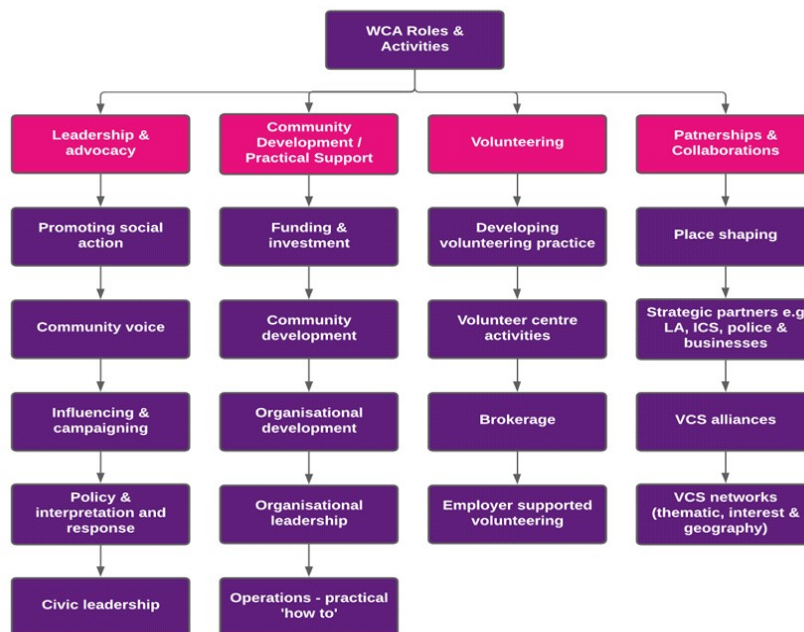 WCA Roles &
Activities
Leadership &
advocacy
Promoting social
action
Community voice
Influencing &
campaigning
Policy &
interpretation and
response
Civic leadership
Community
Development /
Practical Support
Funding &
investment
Community
development
Organisational
development
Organisational
leadership
Operations - practical
'how to'
Volunteering
Developing
volunteering practice
Volunteer centre
activities
Brokerage
Employer supported
volunteering
Patnerships &
Collaborations
Place shaping
Strategic partners e.g
LA, ICS, police &
businesses
VCS alliances
VCS networks
(thematic, interest &
geography)